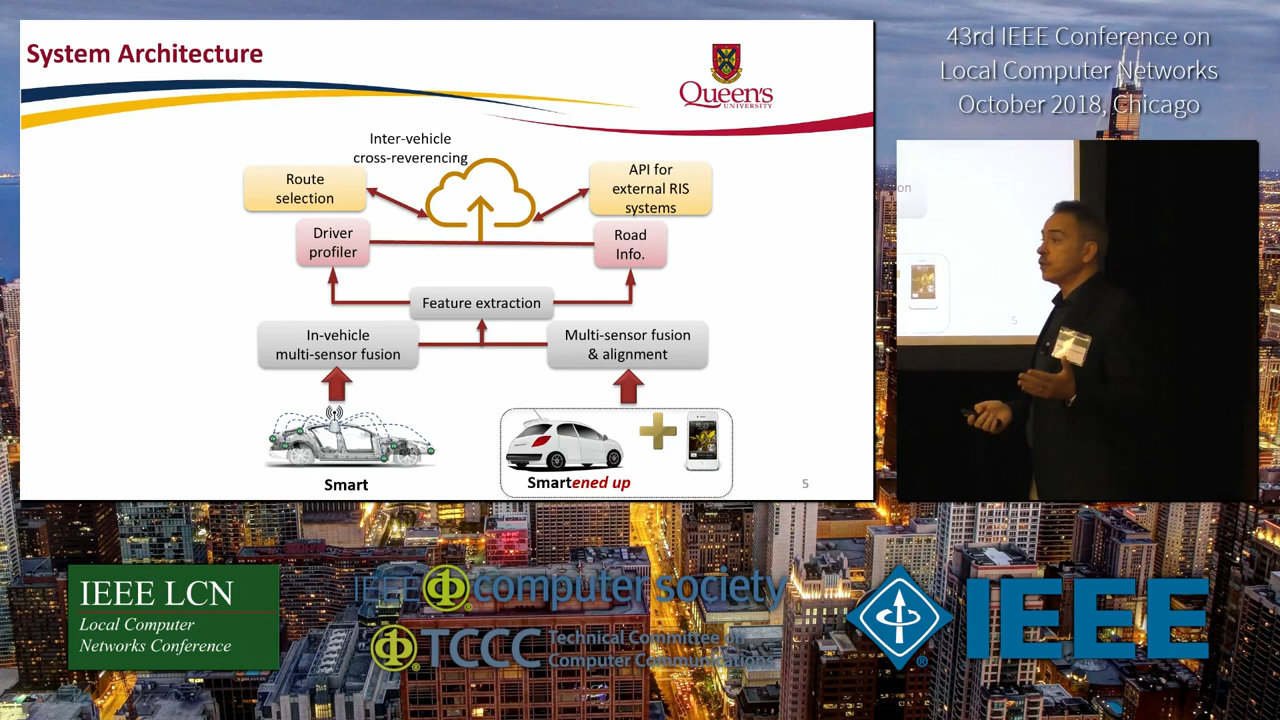 System Architecture
Queen's
UNIVERSITY
Inter-vehicle
cross-reverencing
Route
selection
API for
external RIS
systems
Driver
profiler
Road
Info.
Feature extraction
In-vehicle
multi-sensor fusion
Multi-sensor fusion
& alignment
Smart
Smartened up
5
43rd IEEE Conference on
Local Computer Networks
October 2018, Chicago
on
5
IEEE LCN
Local Computer
Networks Conference
IEEE computer society
TCCC Technical Committee on
Computer Communications
IEEE
®